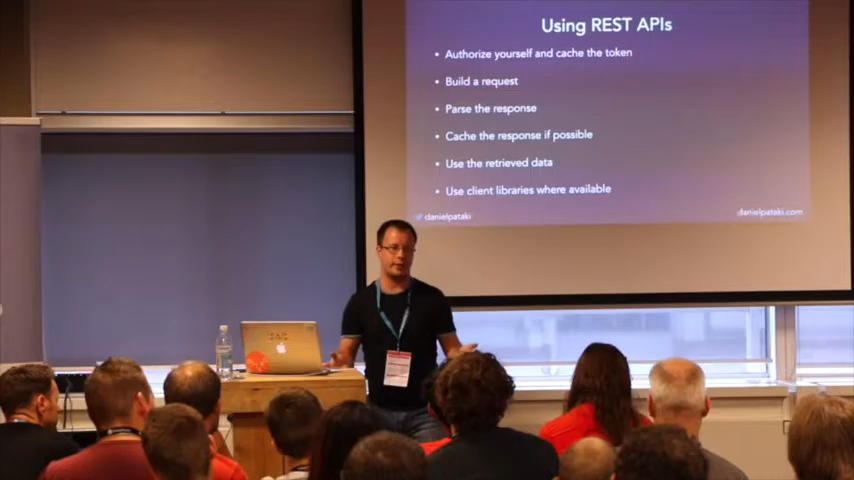 Using REST APIs
• Authorize yourself and cache the token
• Build a request
• Parse the response
• Cache the response if possible
• Use the retrieved data
• Use client libraries where available
danielpataki
danielpataki.com